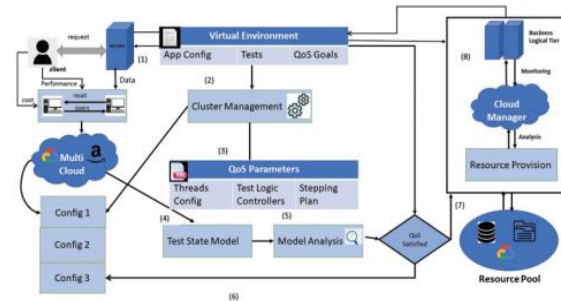 request
client
(1)
Performance
Data
cost
result
query
Multi
Cloud
Config 1
Config 2
Config 3
Virtual Environment
App Config
Tests
QoS Goals
(2)
Cluster Management
(3)
QoS Parameters
Threads
Config
Test Logic
Controllers
Stepping
Plan
(4)
Test State Model
(5)
Model Analysis
QoS
Satisfied
(6)
(7)
(8)
Business
Logical Tier
Monitoring
Cloud
Manager
Analysis
Resource Provision
Resource Pool